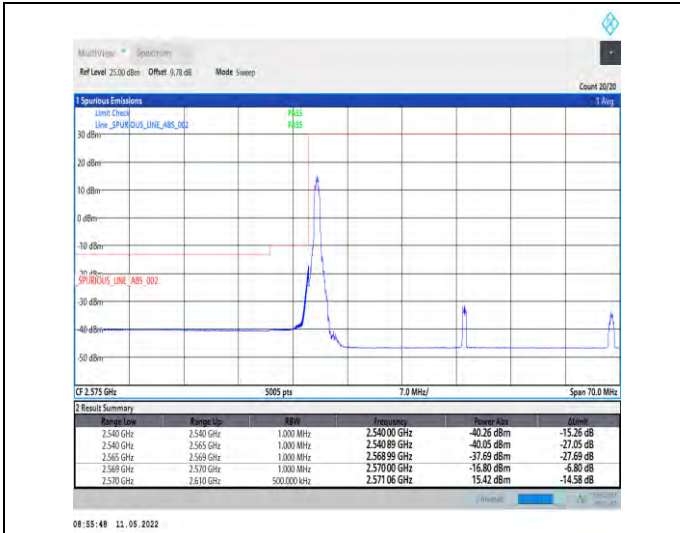 MultiView Spectrum
Ref Level 25.00 dBm Offset 9.78 dB Mode Sweep
Count 20/20
1 Spurious Emissions 1 Avg
Limit Check PASS
Line _SPURIOUS_LINE_ABS_002 PASS
30 dBm
20 dBm
10 dBm
0 dBm
-10 dBm
-20 dBm
_SPURIOUS_LINE_ABS_002
-30 dBm
-40 dBm
-50 dBm
CF 2.575 GHz 5005 pts 7.0 MHz/ Span 70.0 MHz
2 Result Summary
Range Low Range Up RBW Frequency Power Abs ΔLimit
2.540 GHz 2.540 GHz 1.000 MHz 2.540 00 GHz -40.26 dBm -15.26 dB
2.540 GHz 2.565 GHz 1.000 MHz 2.540 89 GHz -40.05 dBm -27.05 dB
2.565 GHz 2.569 GHz 1.000 MHz 2.568 99 GHz -37.69 dBm -27.69 dB
2.569 GHz 2.570 GHz 1.000 MHz 2.570 00 GHz -16.80 dBm -6.80 dB
2.570 GHz 2.610 GHz 500.000 kHz 2.571 06 GHz 15.42 dBm -14.58 dB
08:55:48 11.05.2022